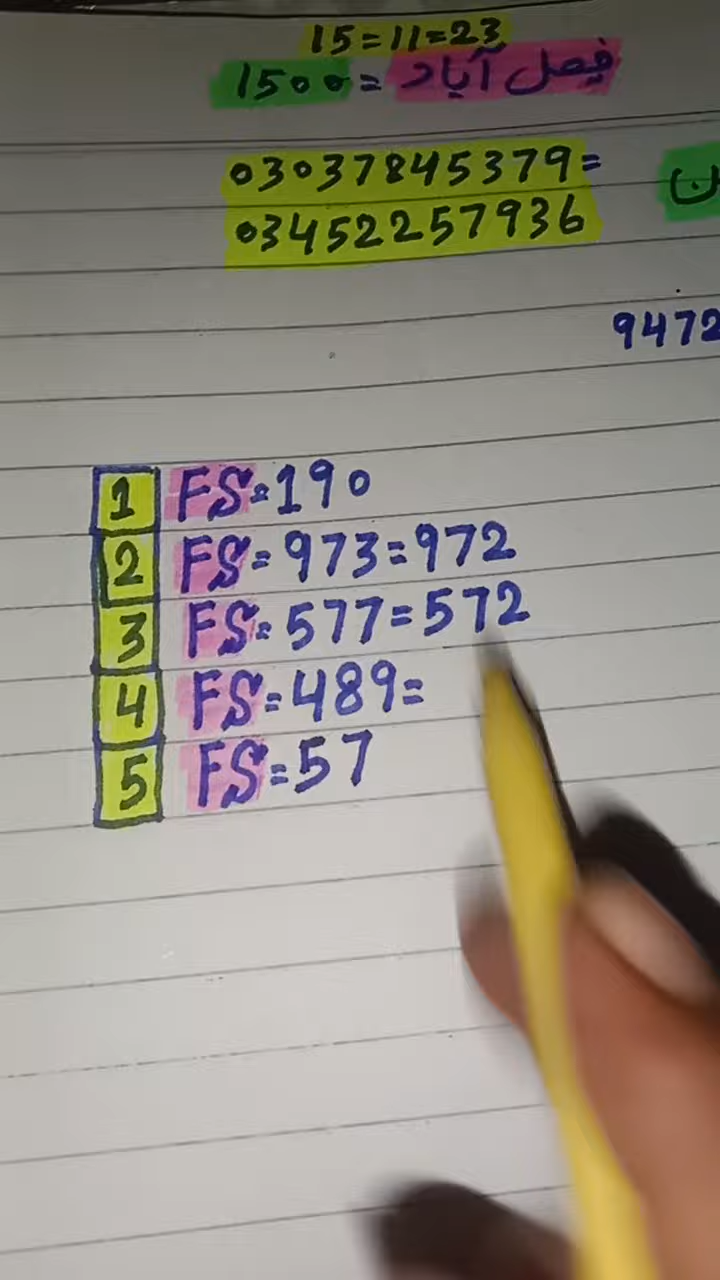 15=11=23
1500=فیصل آباد
03037845379=
ن
03452257936
9472
1 FS=190
2 FS=973=972
3 FS=577=572
4 FS=489=
5 FS=57